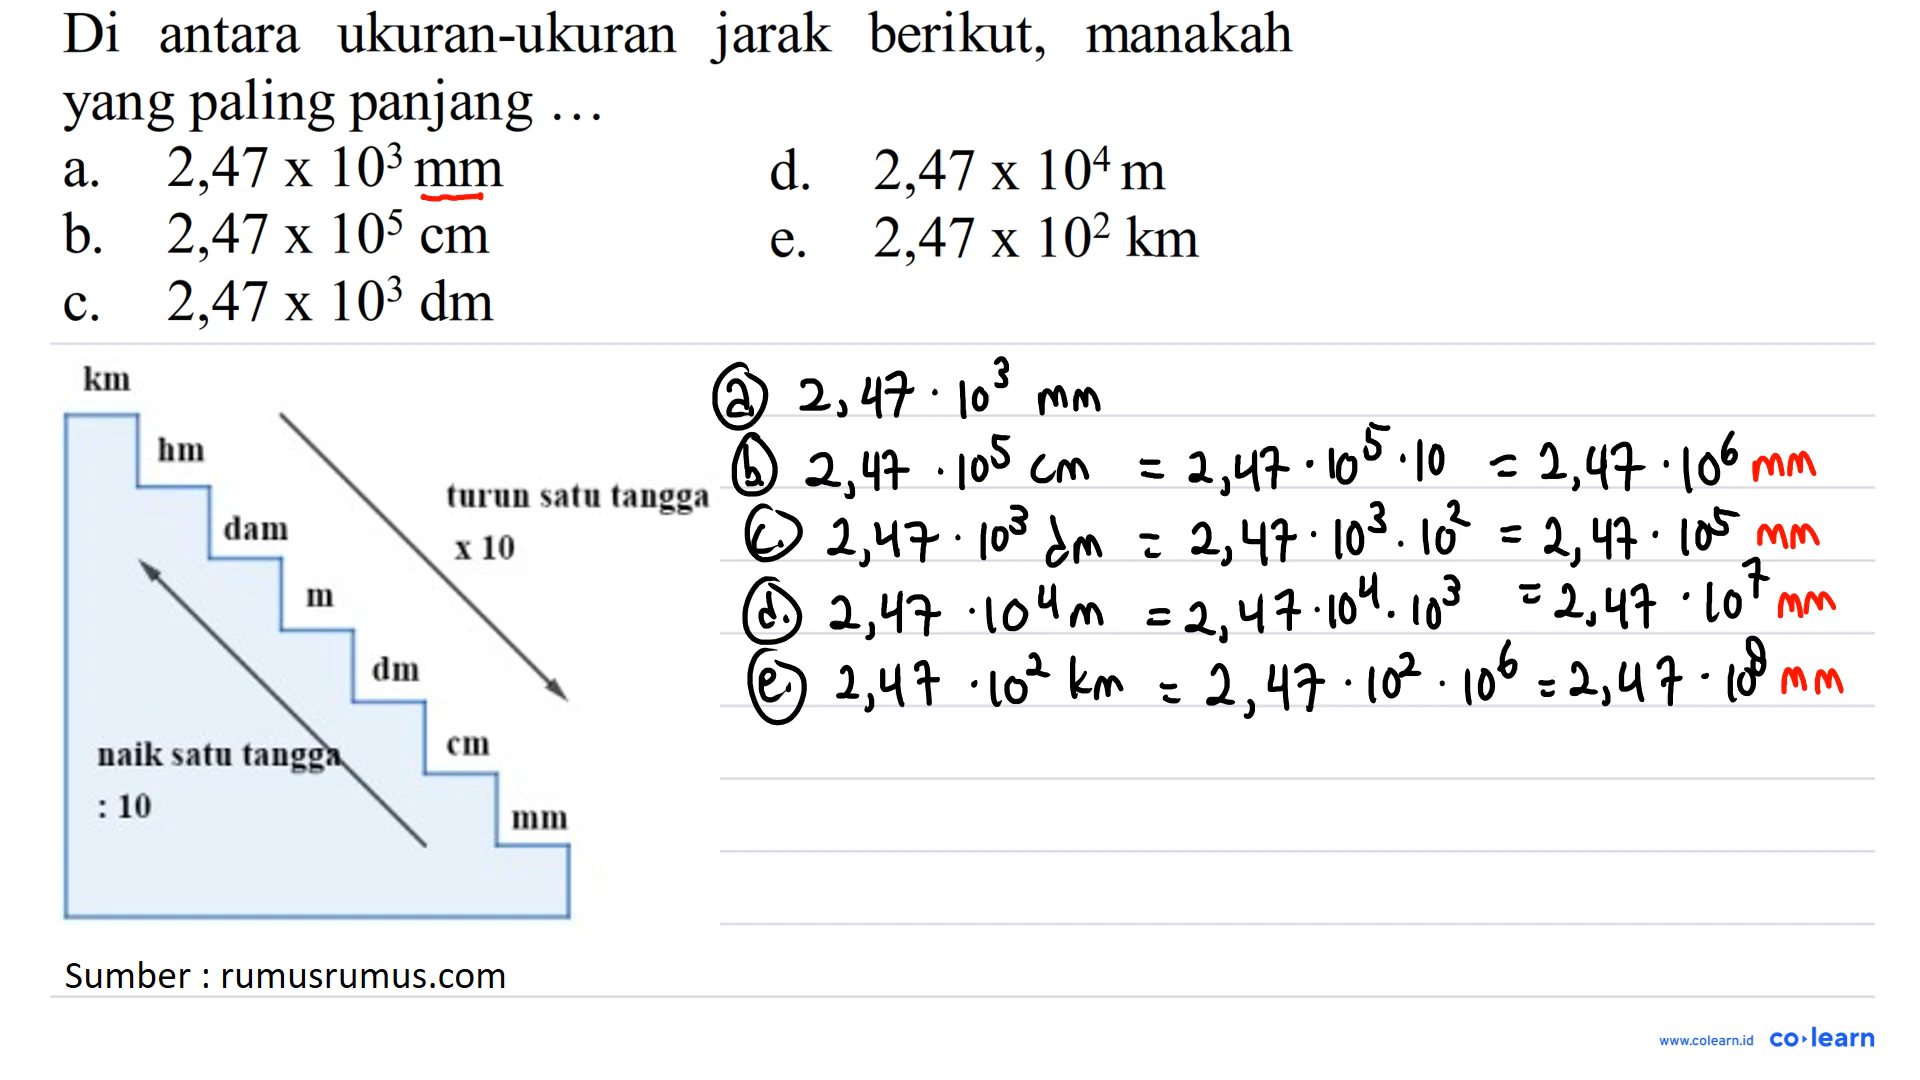 Di antara ukuran-ukuran jarak berikut, manakah
yang paling panjang ...
a. 2,47 x 10³ mm
b. 2,47 x 10⁵ cm
c. 2,47 x 10³ dm
d. 2,47 x 10⁴ m
e. 2,47 x 10² km
km
hm
dam
m
dm
cm
mm
turun satu tangga
x 10
naik satu tangga
: 10
Sumber : rumusrumus.com
a. 2,47 · 10³ mm
b. 2,47 · 10⁵ cm = 2,47 · 10⁵ · 10 = 2,47 · 10⁶ mm
c. 2,47 · 10³ dm = 2,47 · 10³ · 10² = 2,47 · 10⁵ mm
d. 2,47 · 10⁴ m = 2,47 · 10⁴ · 10³ = 2,47 · 10⁷ mm
e. 2,47 · 10² km = 2,47 · 10² · 10⁶ = 2,47 · 10⁸ mm
www.colearn.id co·learn